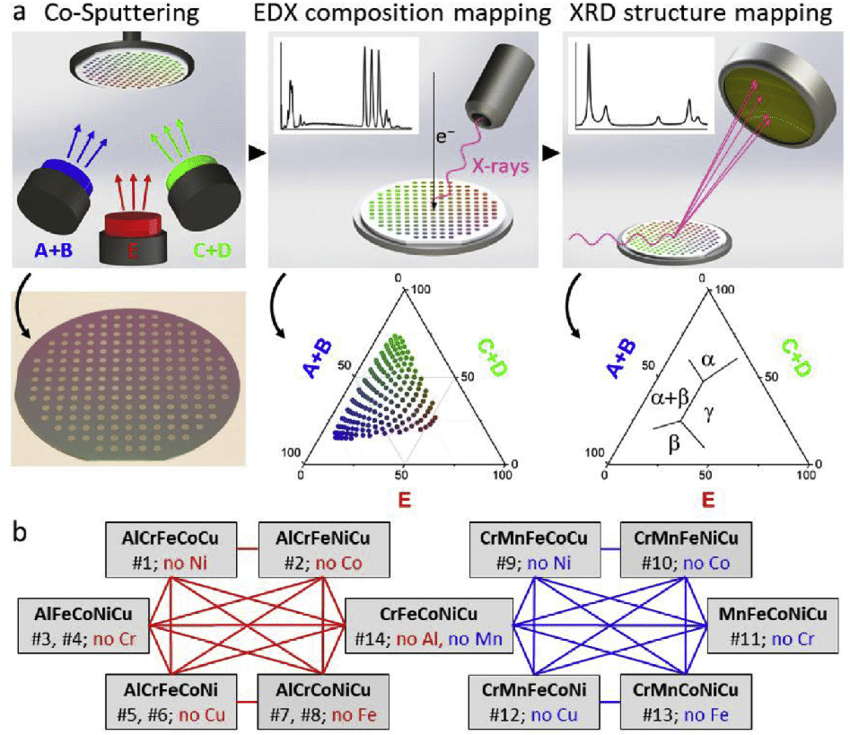 a
Co-Sputtering
EDX composition mapping
XRD structure mapping
A+B
E
C+D
e⁻
X-rays
0
100
A+B
C+D
50
50
100
0
0
50
100
E
0
100
A+B
C+D
50
50
α
α+β
γ
β
100
0
0
50
100
E
b
AlCrFeCoCu
#1; no Ni
AlCrFeNiCu
#2; no Co
CrMnFeCoCu
#9; no Ni
CrMnFeNiCu
#10; no Co
AlFeCoNiCu
#3, #4; no Cr
CrFeCoNiCu
#14; no Al, no Mn
MnFeCoNiCu
#11; no Cr
AlCrFeCoNi
#5, #6; no Cu
AlCrCoNiCu
#7, #8; no Fe
CrMnFeCoNi
#12; no Cu
CrMnCoNiCu
#13; no Fe